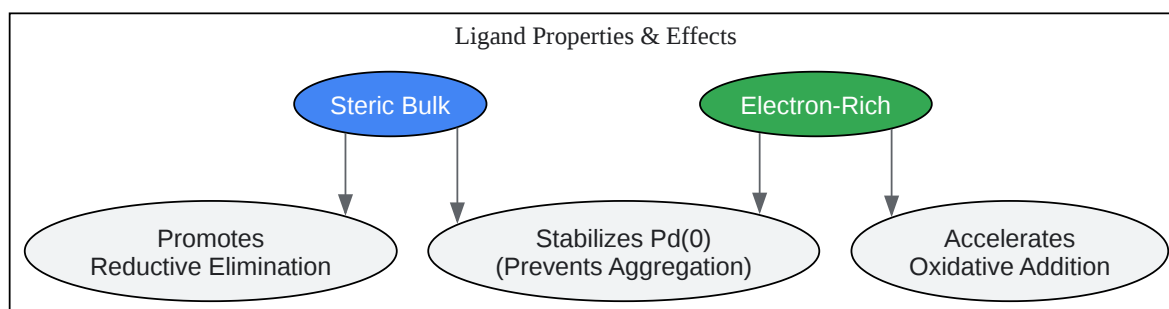 Ligand Properties & Effects
Steric Bulk
Electron-Rich
Promotes
Reductive Elimination
Stabilizes Pd(0)
(Prevents Aggregation)
Accelerates
Oxidative Addition